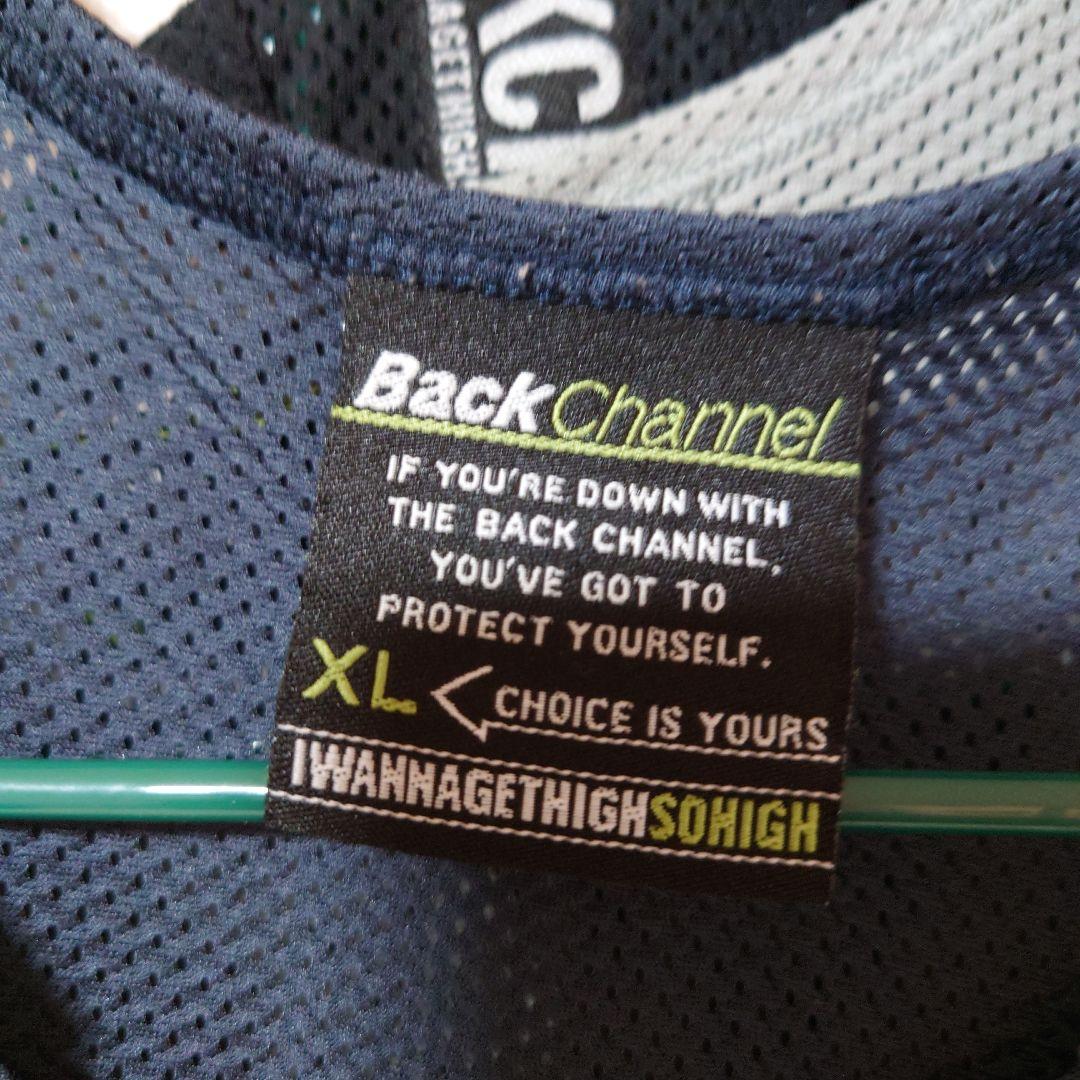 KC
BackChannel
IF YOU'RE DOWN WITH
THE BACK CHANNEL,
YOU'VE GOT TO
PROTECT YOURSELF.
XL CHOICE IS YOURS
IWANNAGETHIGHSOHIGH